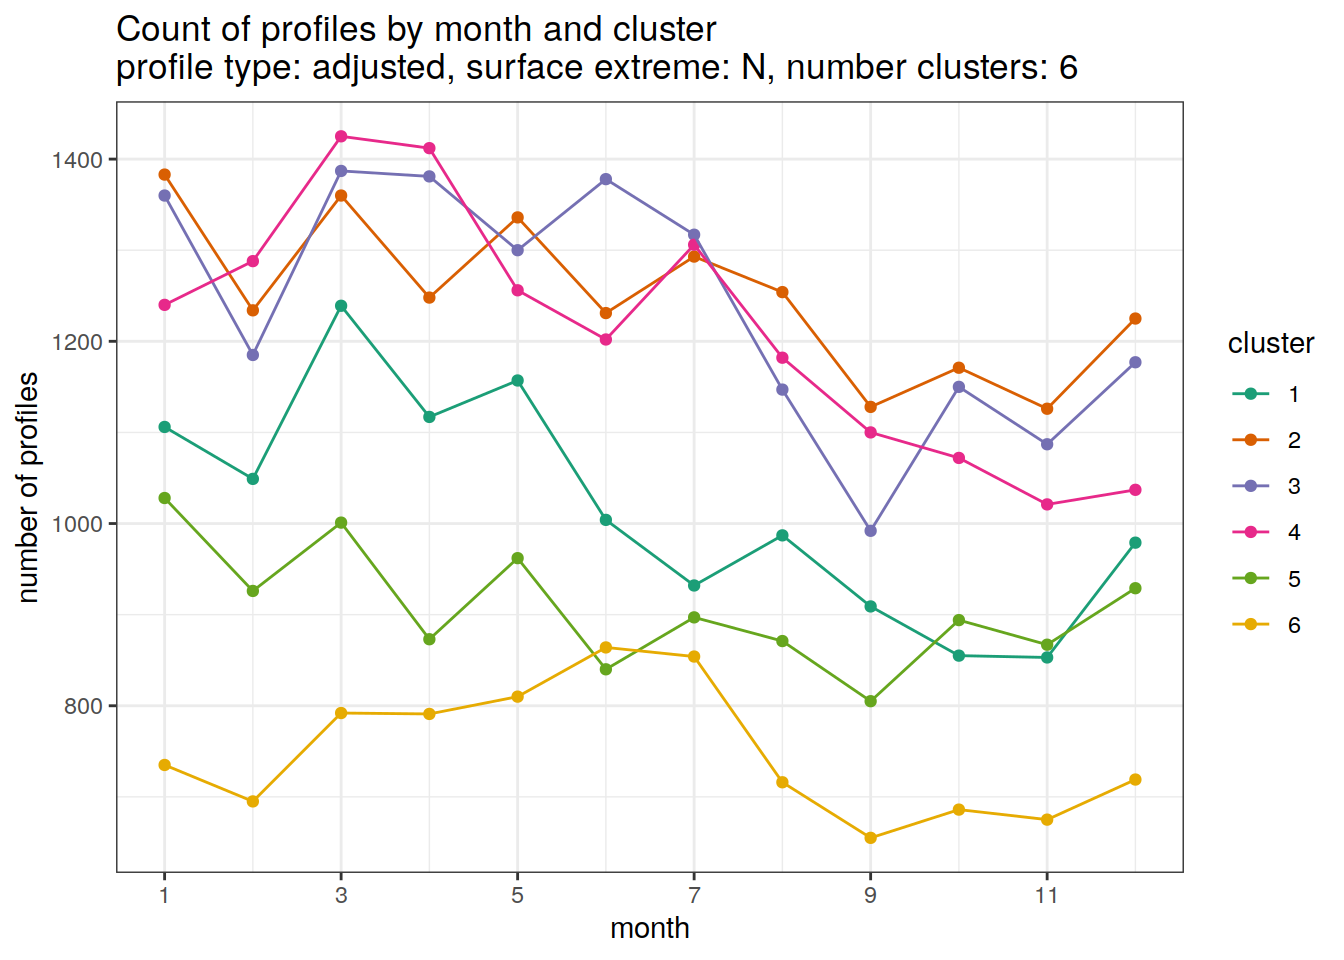 Count of profiles by month and cluster
profile type: adjusted, surface extreme: N, number clusters: 6
number of profiles
1400
1200
1000
800
1 3 5 7 9 11
month
cluster
1
2
3
4
5
6